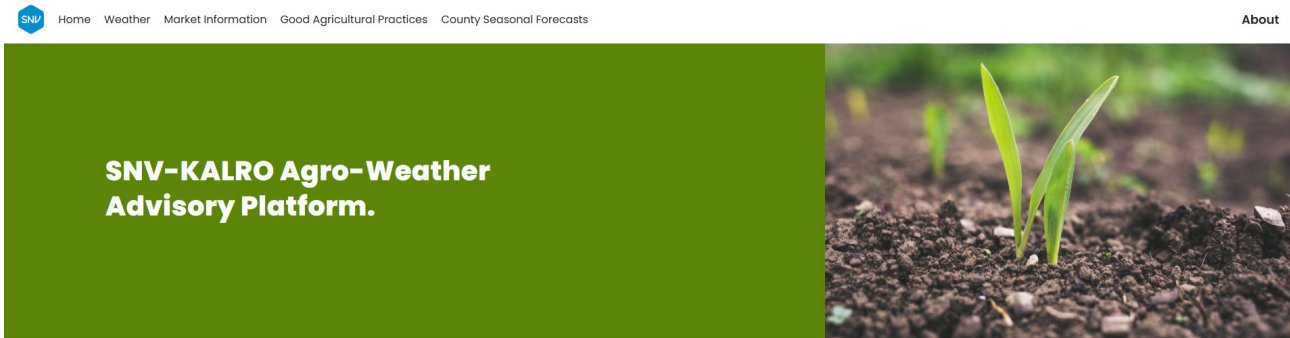 SNV
Home Weather Market Information Good Agricultural Practices County Seasonal Forecasts About
SNV-KALRO Agro-Weather
Advisory Platform.